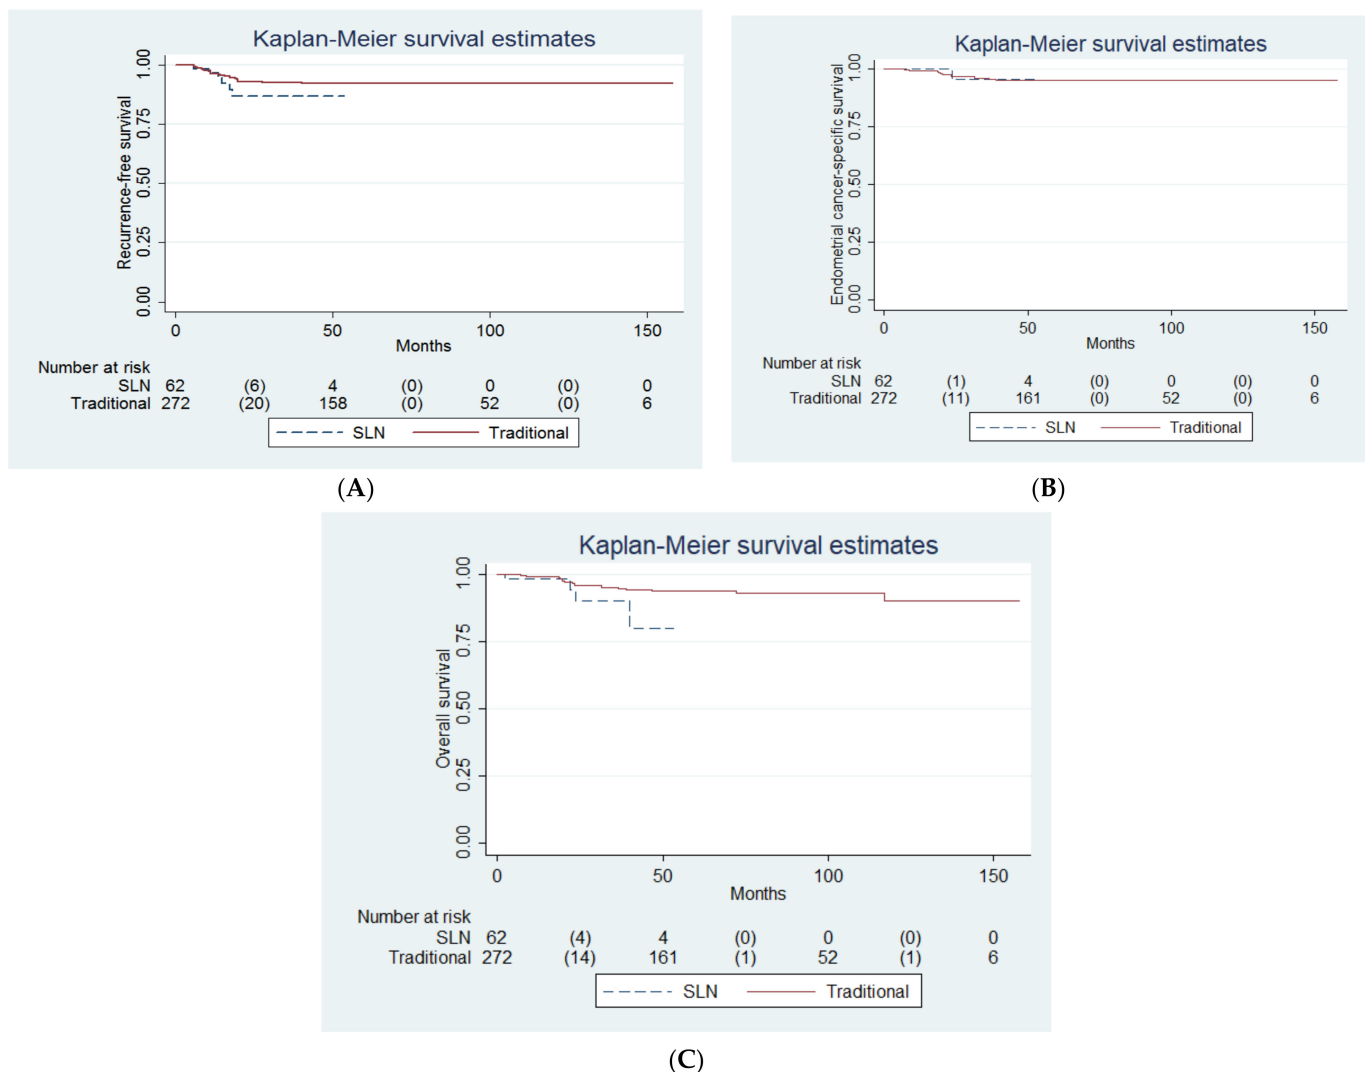 Kaplan-Meier survival estimates
Recurrence-free survival
1.00
0.75
0.50
0.25
0.00
0 50 100 150
Months
Number at risk
SLN 62 (6) 4 (0) 0 (0) 0
Traditional 272 (20) 158 (0) 52 (0) 6
SLN Traditional
(A)
Kaplan-Meier survival estimates
Endometrial cancer-specific survival
1.00
0.75
0.50
0.25
0.00
0 50 100 150
Months
Number at risk
SLN 62 (1) 4 (0) 0 (0) 0
Traditional 272 (11) 161 (0) 52 (0) 6
SLN Traditional
(B)
Kaplan-Meier survival estimates
Overall survival
1.00
0.75
0.50
0.25
0.00
0 50 100 150
Months
Number at risk
SLN 62 (4) 4 (0) 0 (0) 0
Traditional 272 (14) 161 (1) 52 (1) 6
SLN Traditional
(C)